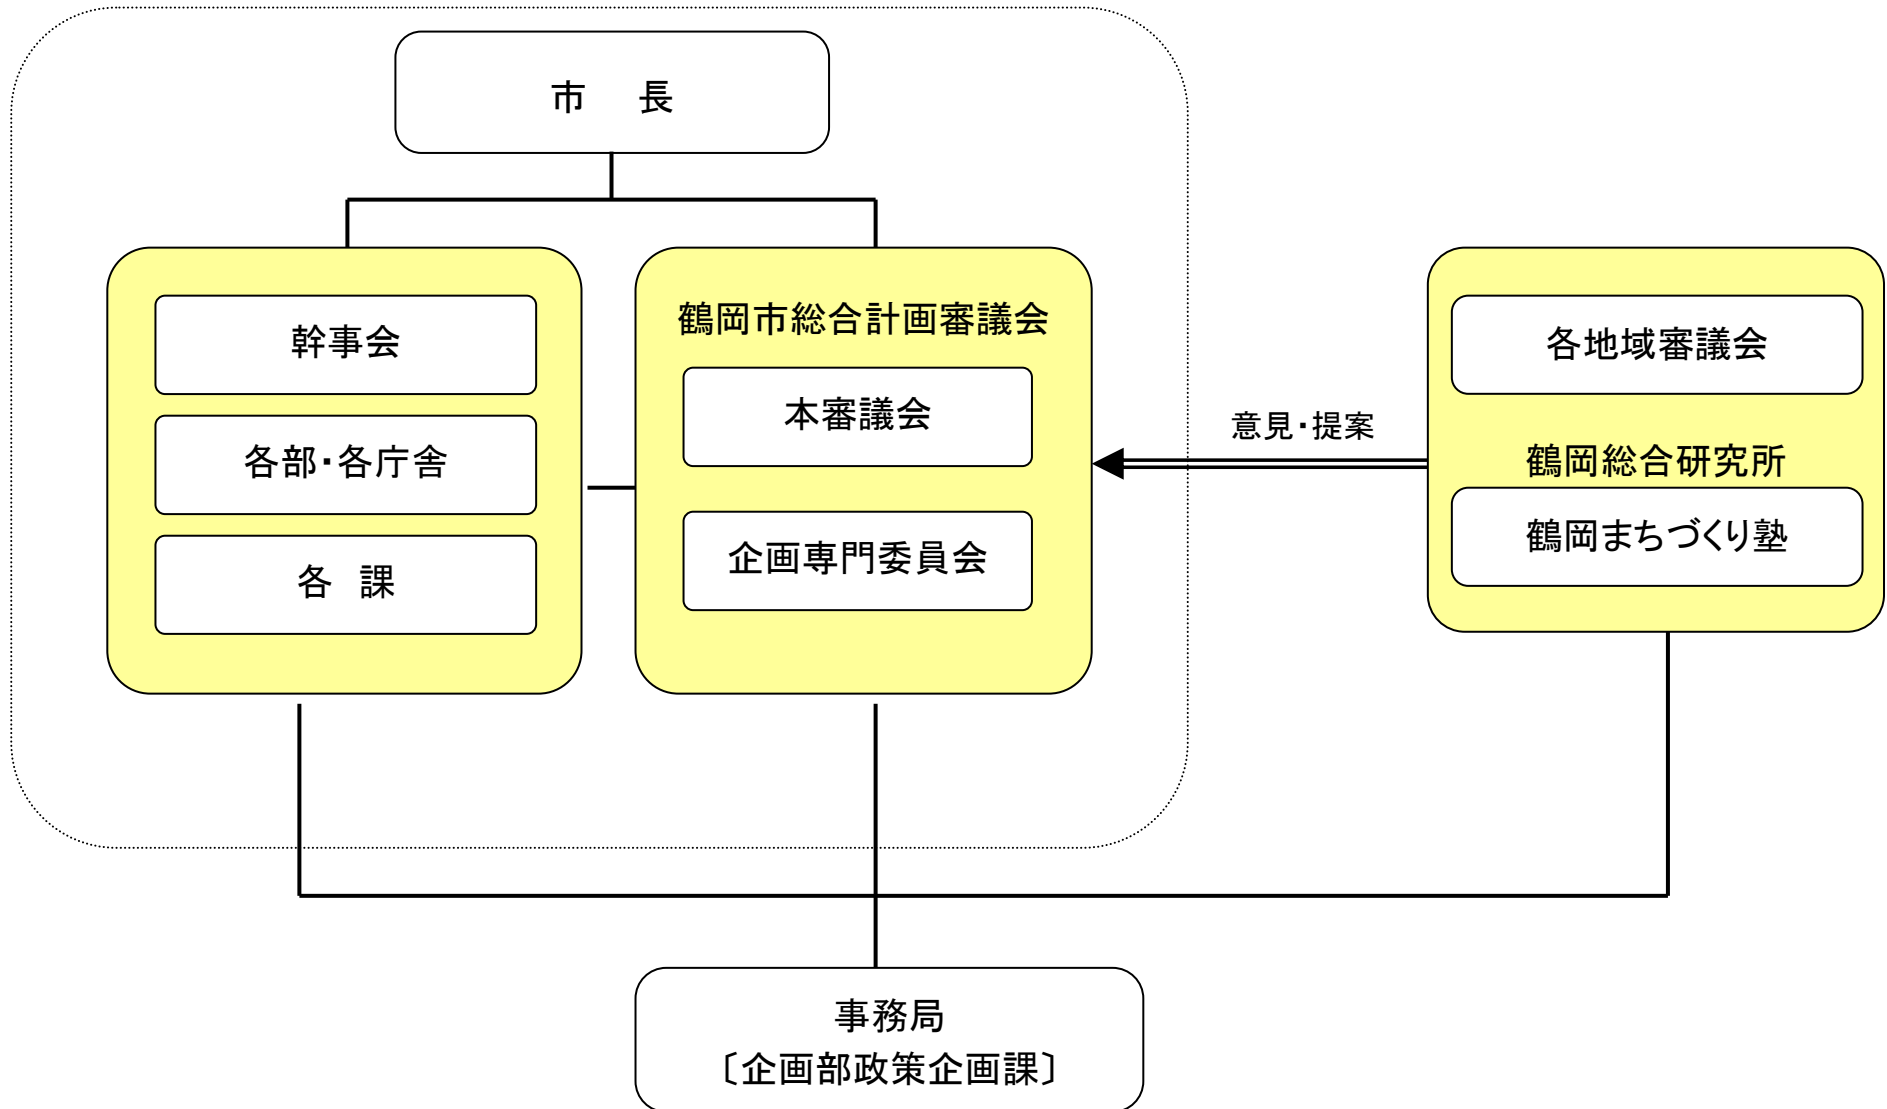 市　長
幹事会
各部・各庁舎
各　課
鶴岡市総合計画審議会
本審議会
企画専門委員会
意見・提案
各地域審議会
鶴岡総合研究所
鶴岡まちづくり塾
事務局
〔企画部政策企画課〕